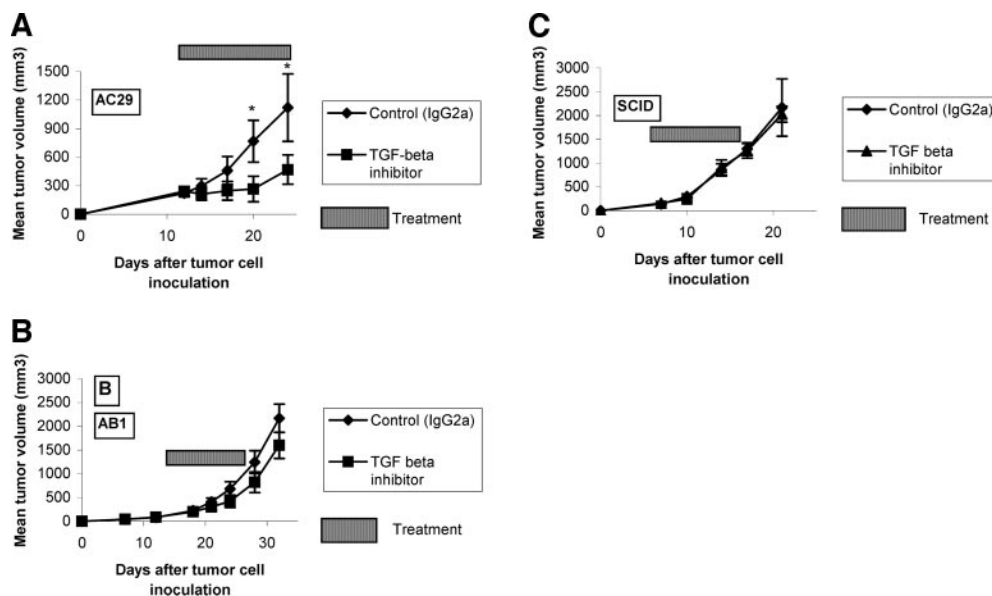 A
Mean tumor volume (mm3)
1500
1200
900
600
300
0
AC29
*
*
0
10
20
Days after tumor cell
inoculation
Control (IgG2a)
TGF-beta
inhibitor
Treatment
C
Mean tumor volume (mm3)
3000
2500
2000
1500
1000
500
0
SCID
0
10
20
Days after tumor cell
inoculation
Control (IgG2a)
TGF beta
inhibitor
Treatment
B
Mean tumor volume (mm3)
3000
2500
2000
1500
1000
500
0
B
AB1
0
10
20
30
Days after tumor cell
inoculation
Control (IgG2a)
TGF beta
inhibitor
Treatment